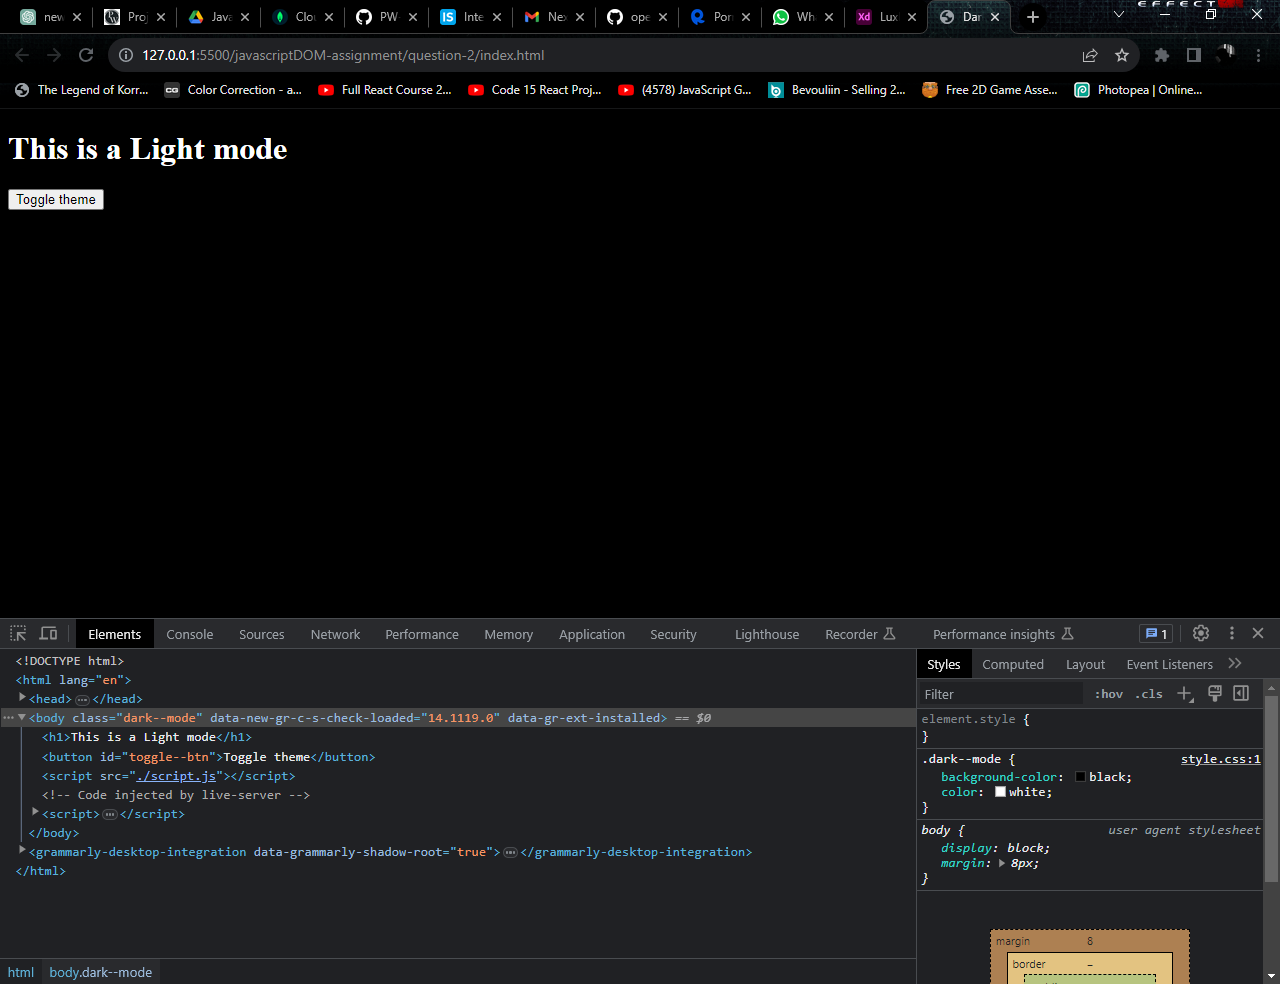 EFFECT
new
Proj
Java
Clou
PW
Inte
Nex
ope
Porn
Wha
Lux
Dar
127.0.0.1:5500/javascriptDOM-assignment/question-2/index.html
The Legend of Korr...
Color Correction - a...
Full React Course 2...
Code 15 React Proj...
(4578) JavaScript G...
Bevouliin - Selling 2...
Free 2D Game Asse...
Photopea | Online...
This is a Light mode
Toggle theme
Elements Console Sources Network Performance Memory Application Security Lighthouse Recorder Performance insights 1
<!DOCTYPE html>
<html lang="en">
<head>…</head>
<body class="dark--mode" data-new-gr-c-s-check-loaded="14.1119.0" data-gr-ext-installed> == $0
<h1>This is a Light mode</h1>
<button id="toggle--btn">Toggle theme</button>
<script src="./script.js"></script>
<!-- Code injected by live-server -->
<script>…</script>
</body>
<grammarly-desktop-integration data-grammarly-shadow-root="true">…</grammarly-desktop-integration>
</html>
html body.dark--mode
Styles Computed Layout Event Listeners
Filter :hov .cls
element.style {
}
.dark--mode { style.css:1
background-color: black;
color: white;
}
body { user agent stylesheet
display: block;
margin: 8px;
}
margin 8
border –